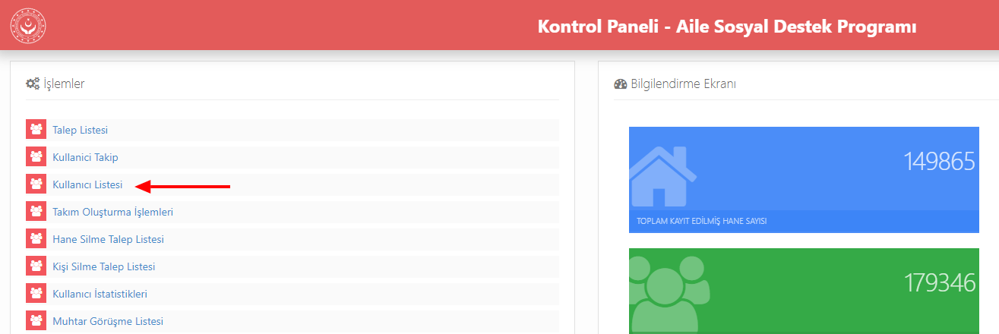 Kontrol Paneli - Aile Sosyal Destek Programı
İşlemler
Talep Listesi
Kullanici Takip
Kullanıcı Listesi
Takım Oluşturma İşlemleri
Hane Silme Talep Listesi
Kişi Silme Talep Listesi
Kullanıcı İstatistikleri
Muhtar Görüşme Listesi
Bilgilendirme Ekranı
149865
TOPLAM KAYIT EDİLMİŞ HANE SAYISI
179346